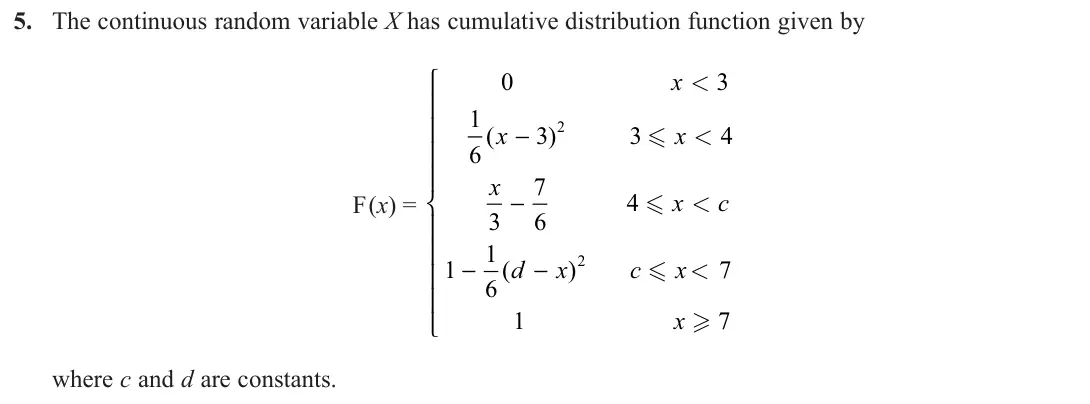 5. The continuous random variable X has cumulative distribution function given by
0 x < 3
1/6 (x – 3)² 3 ⩽ x < 4
F(x) = x/3 – 7/6 4 ⩽ x < c
1 – 1/6 (d – x)² c ⩽ x < 7
1 x ⩾ 7
where c and d are constants.